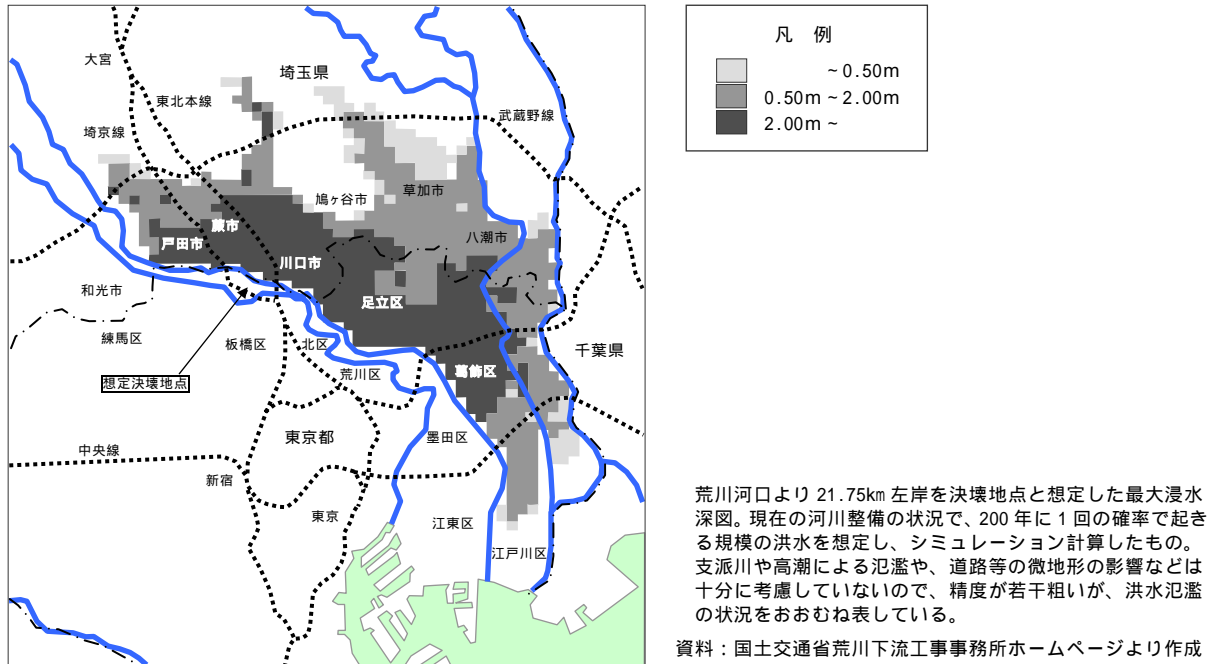 大宮
埼玉県
東北本線
武蔵野線
埼京線
鳩ヶ谷市
草加市
蕨市
戸田市
八潮市
川口市
和光市
足立区
練馬区
板橋区
北区
千葉県
荒川区
葛飾区
想定決壊地点
東京都
墨田区
中央線
新宿
東京
江東区
江戸川区
凡 例
~0.50m
0.50m~2.00m
2.00m~
荒川河口より 21.75km 左岸を決壊地点と想定した最大浸水
深図。現在の河川整備の状況で、200 年に 1 回の確率で起き
る規模の洪水を想定し、シミュレーション計算したもの。
支派川や高潮による氾濫や、道路等の微地形の影響などは
十分に考慮していないので、精度が若干粗いが、洪水氾濫
の状況をおおむね表している。
資料：国土交通省荒川下流工事事務所ホームページより作成